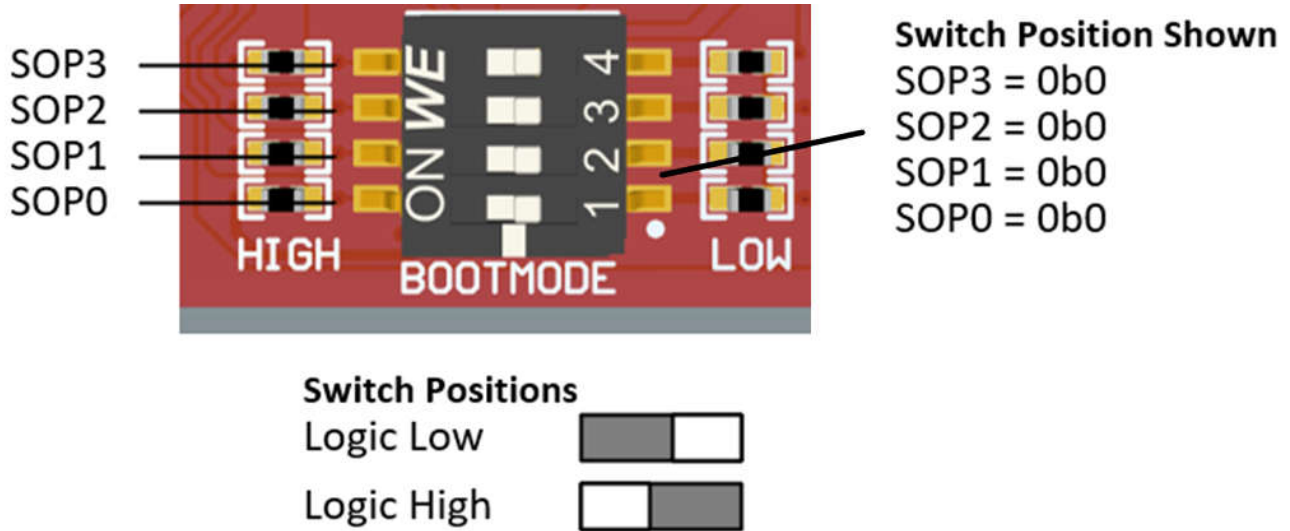 SOP3
SOP2
SOP1
SOP0
HIGH
ON WE
4
3
2
1
BOOTMODE
LOW
Switch Position Shown
SOP3 = 0b0
SOP2 = 0b0
SOP1 = 0b0
SOP0 = 0b0
Switch Positions
Logic Low
Logic High